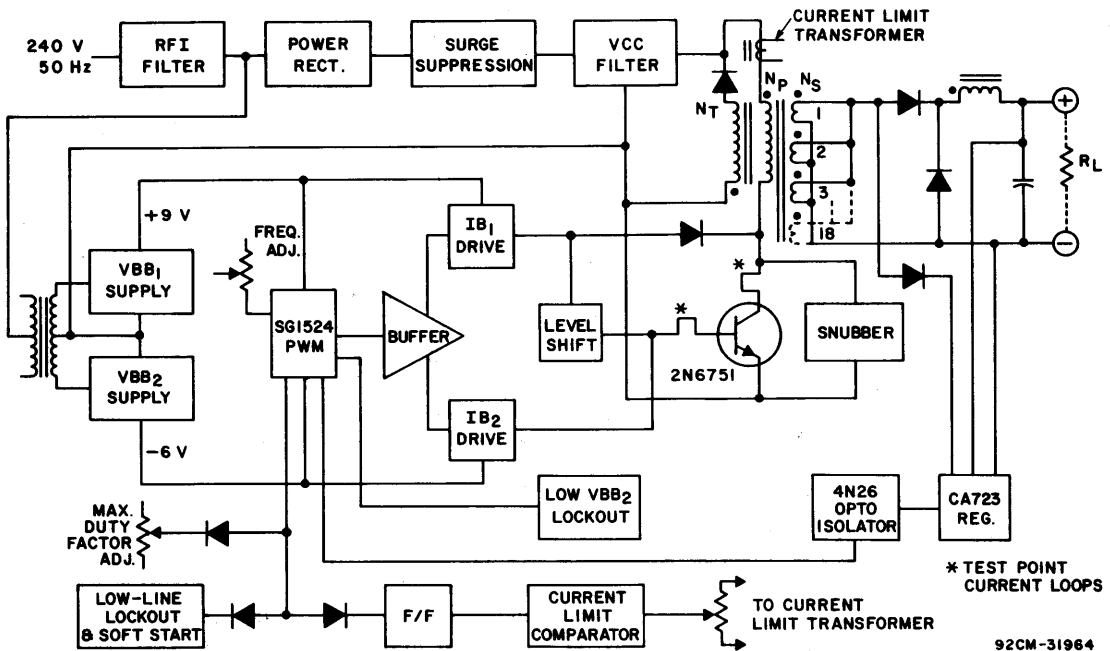 CURRENT LIMIT
TRANSFORMER
240 V
50 Hz
RFI
FILTER
POWER
RECT.
SURGE
SUPPRESSION
VCC
FILTER
NT
NP
NS
1
2
3
18
+
RL
−
+9 V
FREQ.
ADJ.
IB1
DRIVE
VBB1
SUPPLY
SG1524
PWM
BUFFER
LEVEL
SHIFT
*
*
2N6751
SNUBBER
VBB2
SUPPLY
IB2
DRIVE
−6 V
LOW VBB2
LOCKOUT
4N26
OPTO
ISOLATOR
CA723
REG.
MAX.
DUTY
FACTOR
ADJ.
* TEST POINT
CURRENT LOOPS
LOW-LINE
LOCKOUT
& SOFT START
F/F
CURRENT
LIMIT
COMPARATOR
TO CURRENT
LIMIT TRANSFORMER
92CM-31964